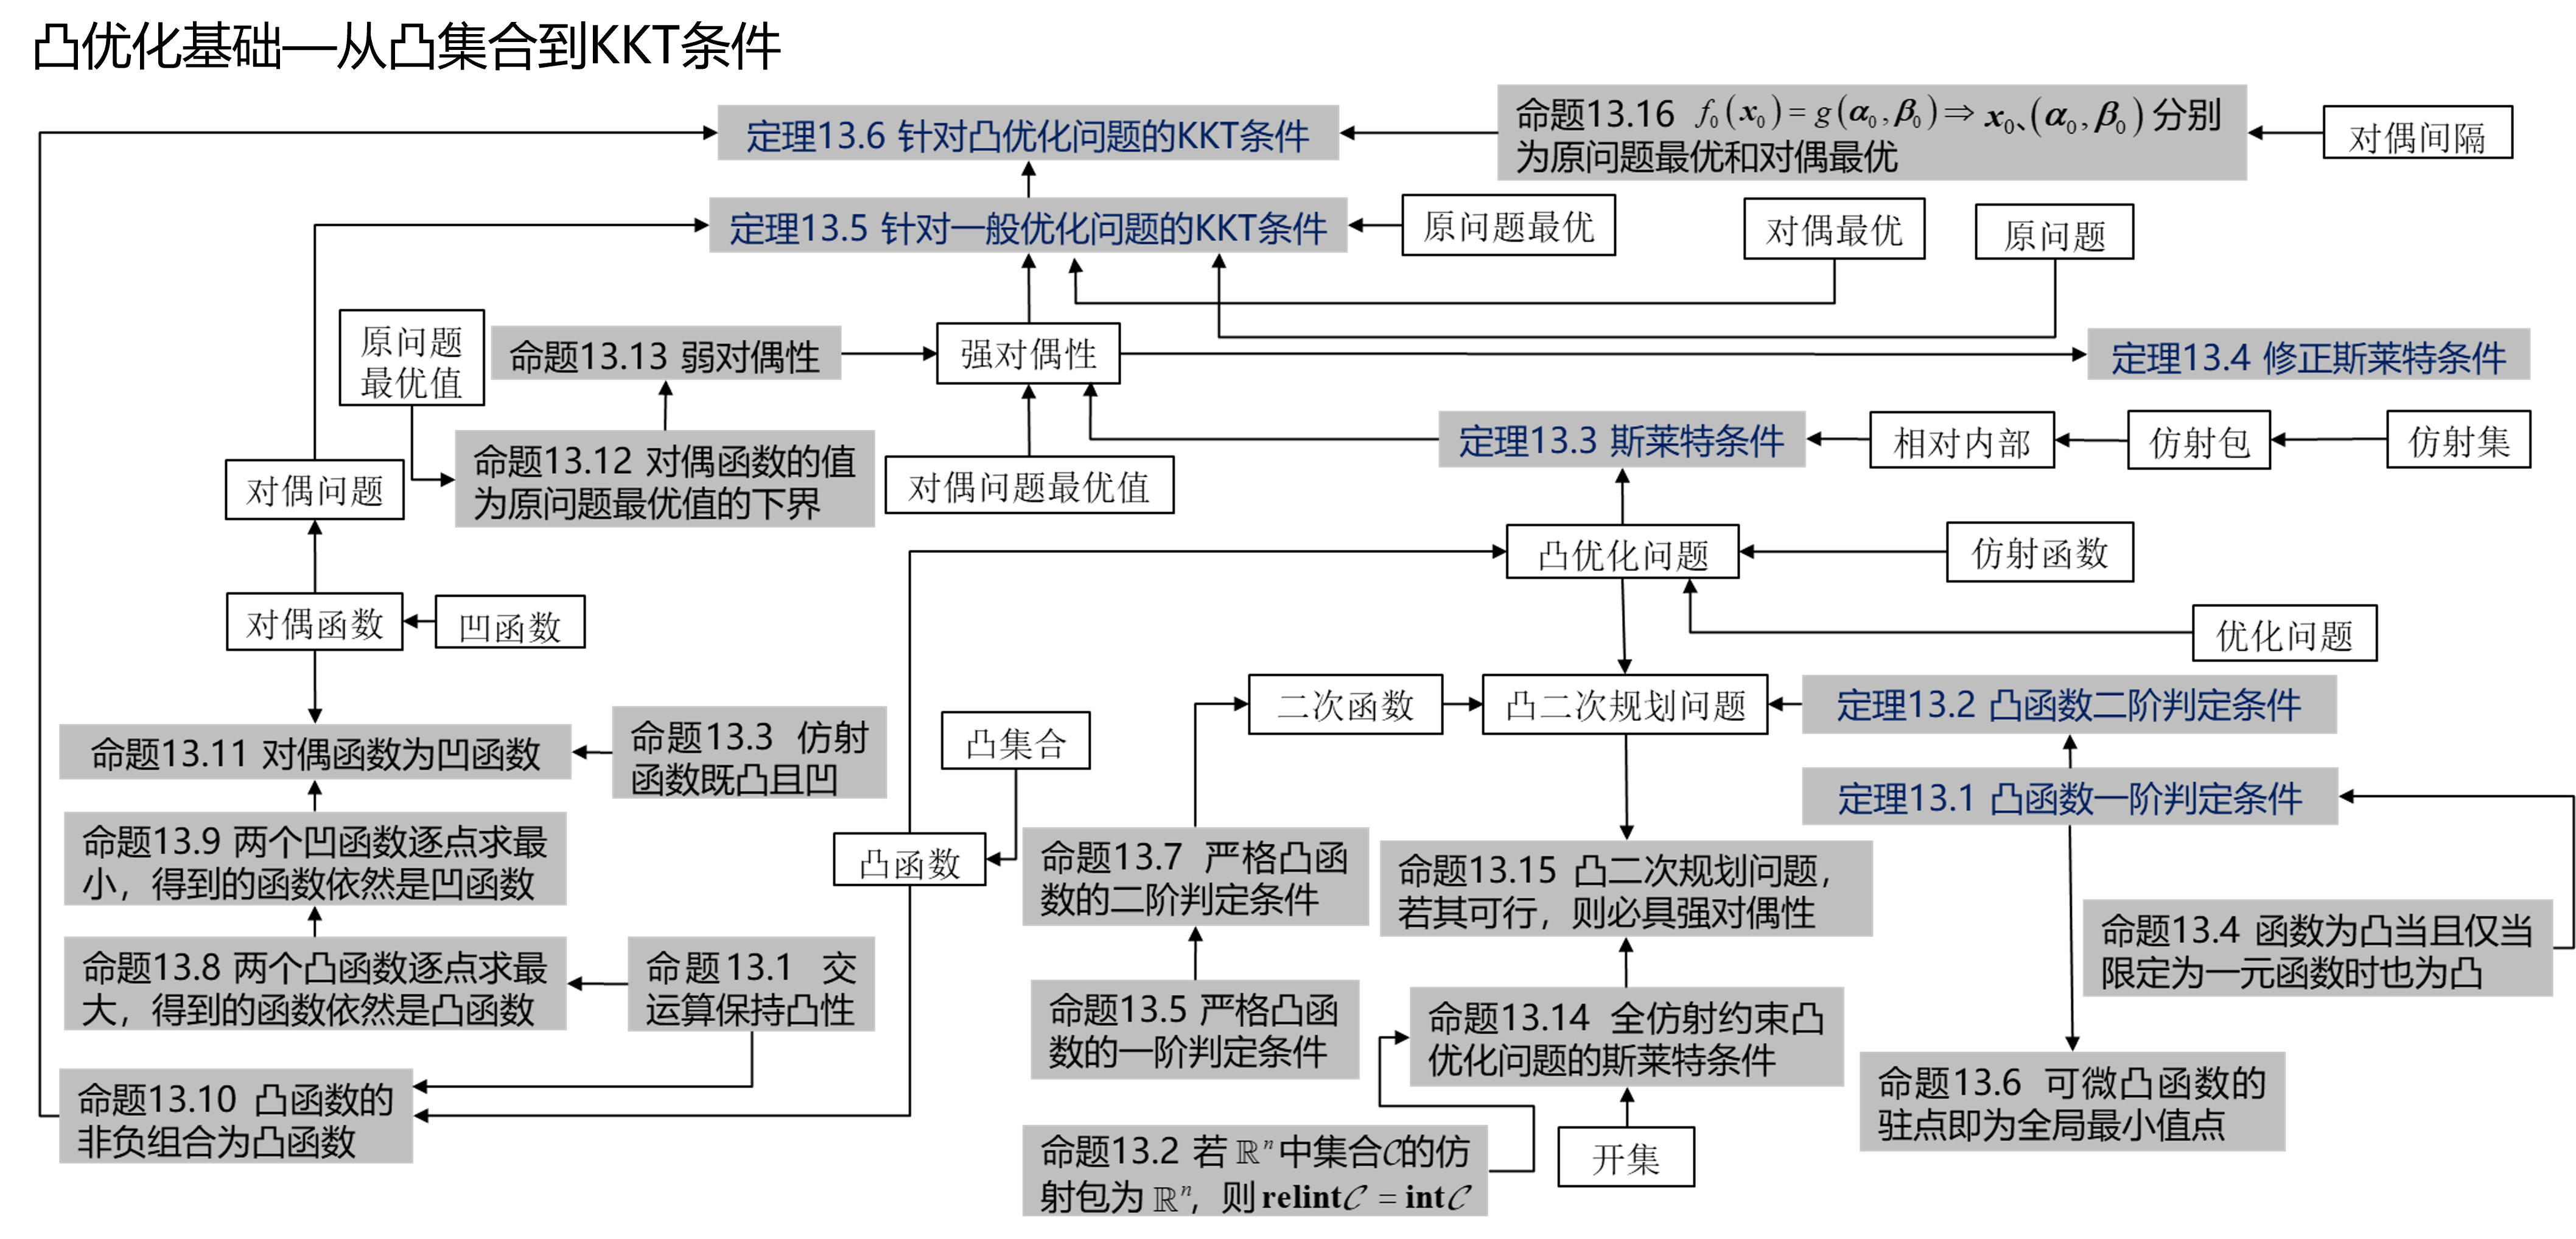 凸优化基础—从凸集合到KKT条件
定理13.6 针对凸优化问题的KKT条件
命题13.16 f₀(x₀)=g(α₀,β₀)⇒ x₀、(α₀,β₀)分别
为原问题最优和对偶最优
对偶间隔
定理13.5 针对一般优化问题的KKT条件
原问题最优
对偶最优
原问题
原问题
最优值
命题13.13 弱对偶性
强对偶性
定理13.4 修正斯莱特条件
命题13.12 对偶函数的值
为原问题最优值的下界
对偶问题
对偶问题最优值
定理13.3 斯莱特条件
相对内部
仿射包
仿射集
凸优化问题
仿射函数
对偶函数
凹函数
优化问题
二次函数
凸二次规划问题
定理13.2 凸函数二阶判定条件
命题13.11 对偶函数为凹函数
命题13.3 仿射
函数既凸且凹
凸集合
定理13.1 凸函数一阶判定条件
命题13.9 两个凹函数逐点求最
小，得到的函数依然是凹函数
凸函数
命题13.7 严格凸函
数的二阶判定条件
命题13.15 凸二次规划问题，
若其可行，则必具强对偶性
命题13.4 函数为凸当且仅当
限定为一元函数时也为凸
命题13.8 两个凸函数逐点求最
大，得到的函数依然是凸函数
命题13.1 交
运算保持凸性
命题13.5 严格凸函
数的一阶判定条件
命题13.14 全仿射约束凸
优化问题的斯莱特条件
命题13.10 凸函数的
非负组合为凸函数
命题13.6 可微凸函数的
驻点即为全局最小值点
命题13.2 若 ℝⁿ 中集合𝒞的仿
射包为 ℝⁿ，则 relint𝒞 = int𝒞
开集